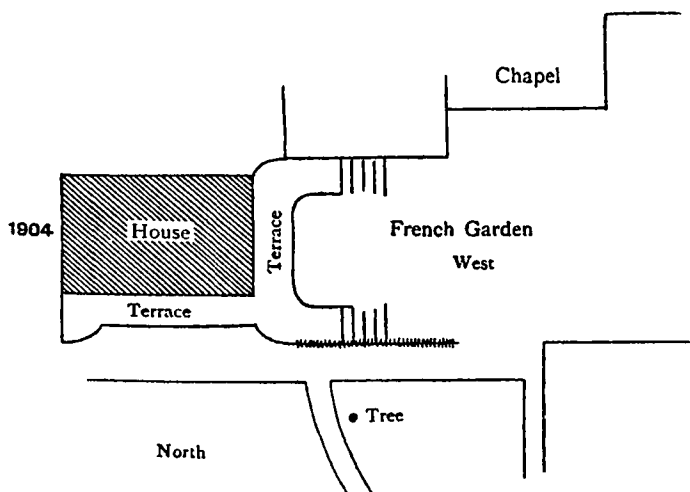 Chapel
1904
House
Terrace
French Garden
West
Terrace
Tree
North